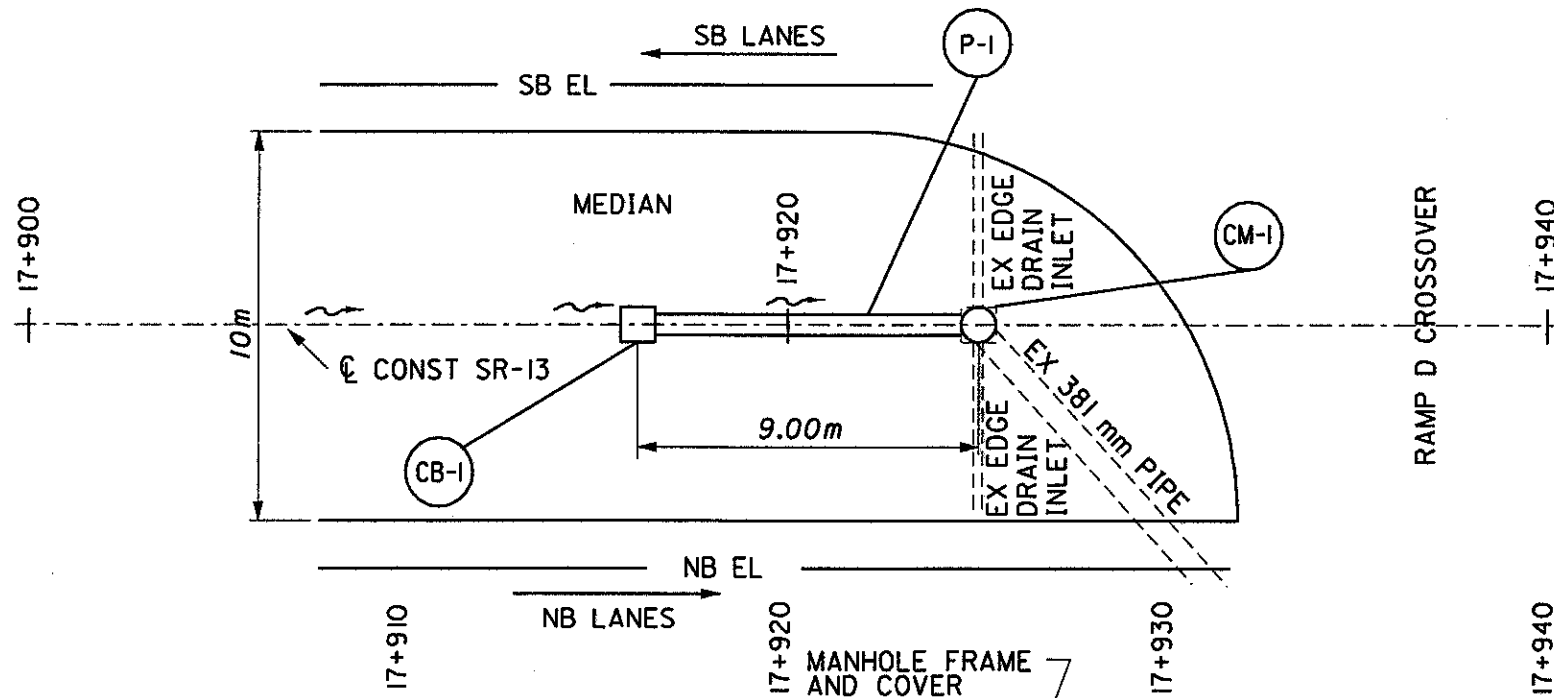 SB LANES
P-1
SB EL
17+900
MEDIAN
17+920
EX EDGE
DRAIN
INLET
CM-1
RAMP D CROSSOVER
17+940
10m
℄ CONST SR-13
9.00m
CB-1
EX EDGE
DRAIN
INLET
EX 381 mm PIPE
NB EL
NB LANES
17+910
17+920
MANHOLE FRAME
AND COVER
17+930
17+940